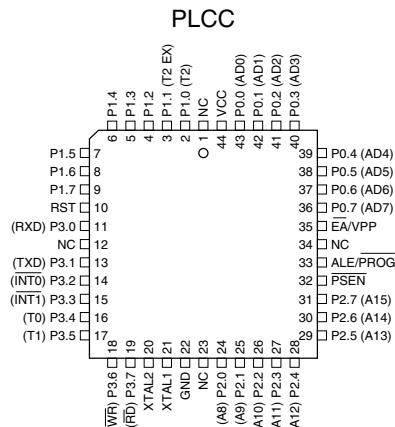 PLCC
P1.4
P1.3
P1.2
P1.1 (T2 EX)
P1.0 (T2)
NC
VCC
P0.0 (AD0)
P0.1 (AD1)
P0.2 (AD2)
P0.3 (AD3)
6
5
4
3
2
1
44
43
42
41
40
P1.5 7
P1.6 8
P1.7 9
RST 10
(RXD) P3.0 11
NC 12
(TXD) P3.1 13
(INT0) P3.2 14
(INT1) P3.3 15
(T0) P3.4 16
(T1) P3.5 17
39 P0.4 (AD4)
38 P0.5 (AD5)
37 P0.6 (AD6)
36 P0.7 (AD7)
35 EA/VPP
34 NC
33 ALE/PROG
32 PSEN
31 P2.7 (A15)
30 P2.6 (A14)
29 P2.5 (A13)
18
19
20
21
22
23
24
25
26
27
28
(WR) P3.6
(RD) P3.7
XTAL2
XTAL1
GND
NC
(A8) P2.0
(A9) P2.1
(A10) P2.2
(A11) P2.3
(A12) P2.4